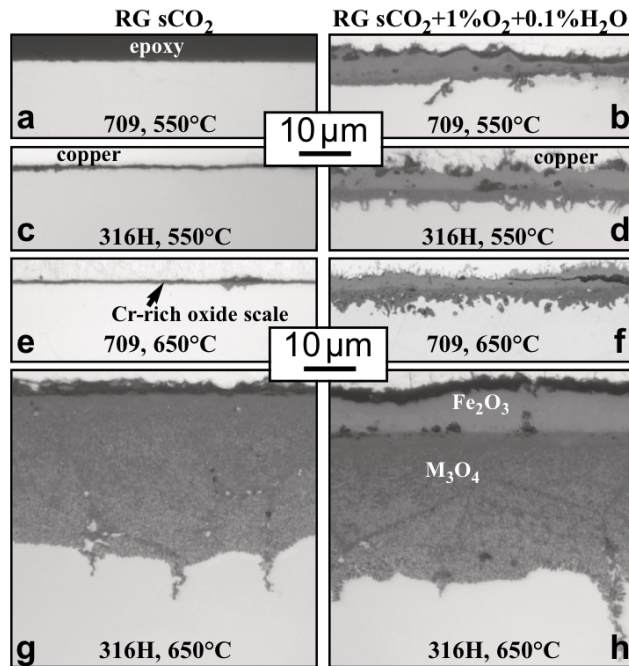 RG sCO₂
RG sCO₂+1%O₂+0.1%H₂O
epoxy
a
709, 550°C
b
709, 550°C
10 µm
copper
c
316H, 550°C
copper
d
316H, 550°C
Cr-rich oxide scale
e
709, 650°C
f
709, 650°C
10 µm
Fe₂O₃
M₃O₄
g
316H, 650°C
316H, 650°C
h